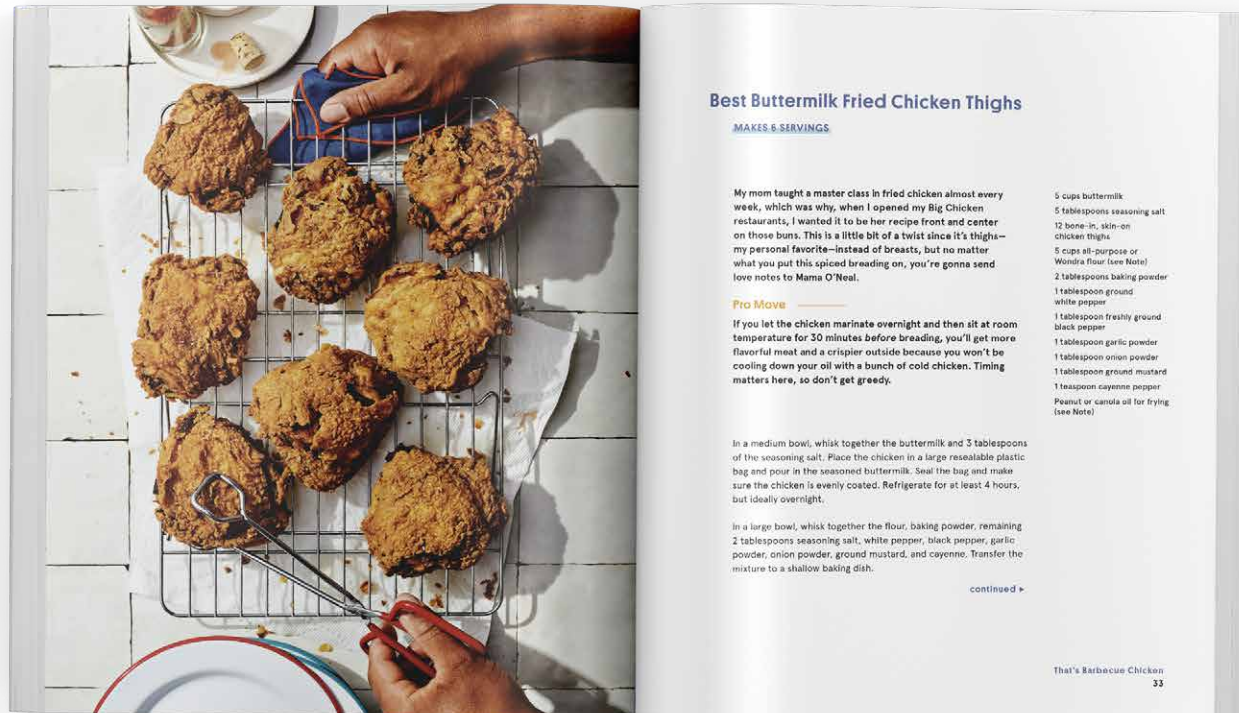 Best Buttermilk Fried Chicken Thighs
MAKES 6 SERVINGS
My mom taught a master class in fried chicken almost every
week, which was why, when I opened my Big Chicken
restaurants, I wanted it to be her recipe front and center
on those buns. This is a little bit of a twist since it's thighs—
my personal favorite—instead of breasts, but no matter
what you put this spiced breading on, you're gonna send
love notes to Mama O'Neal.
Pro Move
If you let the chicken marinate overnight and then sit at room
temperature for 30 minutes before breading, you'll get more
flavorful meat and a crispier outside because you won't be
cooling down your oil with a bunch of cold chicken. Timing
matters here, so don't get greedy.
In a medium bowl, whisk together the buttermilk and 3 tablespoons
of the seasoning salt. Place the chicken in a large resealable plastic
bag and pour in the seasoned buttermilk. Seal the bag and make
sure the chicken is evenly coated. Refrigerate for at least 4 hours,
but ideally overnight.
In a large bowl, whisk together the flour, baking powder, remaining
2 tablespoons seasoning salt, white pepper, black pepper, garlic
powder, onion powder, ground mustard, and cayenne. Transfer the
mixture to a shallow baking dish.
continued ▸
5 cups buttermilk
5 tablespoons seasoning salt
12 bone-in, skin-on
chicken thighs
5 cups all-purpose or
Wondra flour (see Note)
2 tablespoons baking powder
1 tablespoon ground
white pepper
1 tablespoon freshly ground
black pepper
1 tablespoon garlic powder
1 tablespoon onion powder
1 tablespoon ground mustard
1 teaspoon cayenne pepper
Peanut or canola oil for frying
(see Note)
That's Barbecue Chicken
33